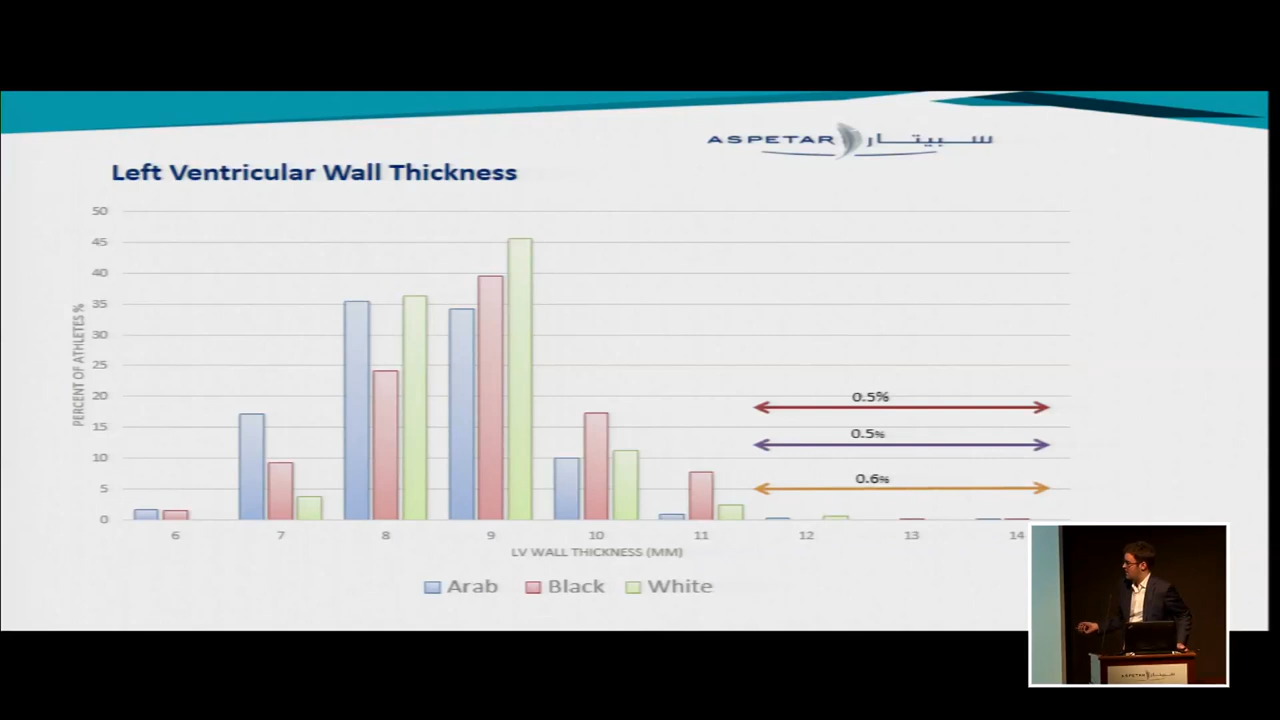 ASPETAR سبيتار
Left Ventricular Wall Thickness
PERCENT OF ATHLETES %
50
45
40
35
30
25
20
15
10
5
0
0.5%
0.5%
0.6%
6 7 8 9 10 11 12 13 14
LV WALL THICKNESS (MM)
Arab Black White
ASPETAR سبيتار